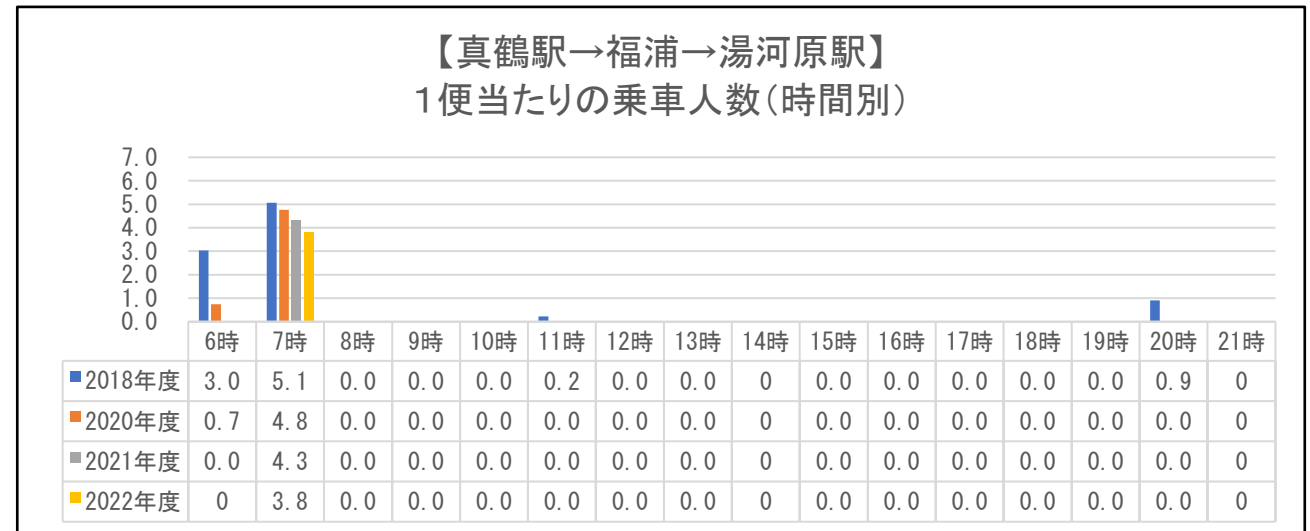 【真鶴駅→福浦→湯河原駅】
１便当たりの乗車人数（時間別）
7.0
6.0
5.0
4.0
3.0
2.0
1.0
0.0
6時 7時 8時 9時 10時 11時 12時 13時 14時 15時 16時 17時 18時 19時 20時 21時
2018年度 3.0 5.1 0.0 0.0 0.0 0.2 0.0 0.0 0 0.0 0.0 0.0 0.0 0.0 0.9 0
2020年度 0.7 4.8 0.0 0.0 0.0 0.0 0.0 0.0 0 0.0 0.0 0.0 0.0 0.0 0.0 0
2021年度 0.0 4.3 0.0 0.0 0.0 0.0 0.0 0.0 0 0.0 0.0 0.0 0.0 0.0 0.0 0
2022年度 0 3.8 0.0 0.0 0.0 0.0 0.0 0.0 0 0.0 0.0 0.0 0.0 0.0 0.0 0